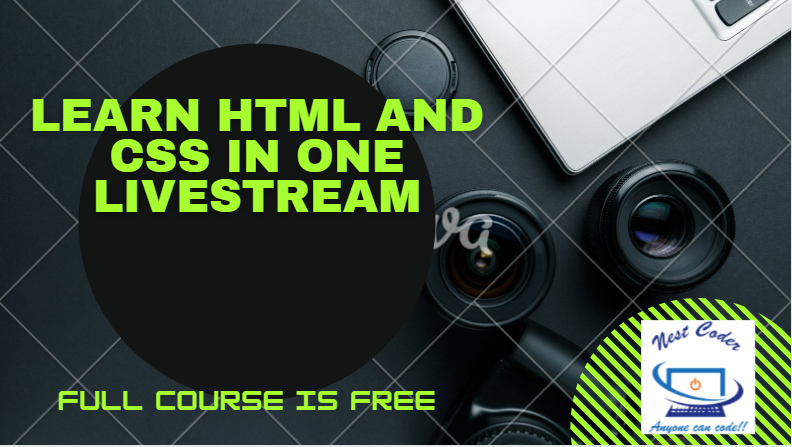 LEARN HTML AND
CSS IN ONE
LIVESTREAM
FULL COURSE IS FREE
Nest Coder
Anyone can code!!